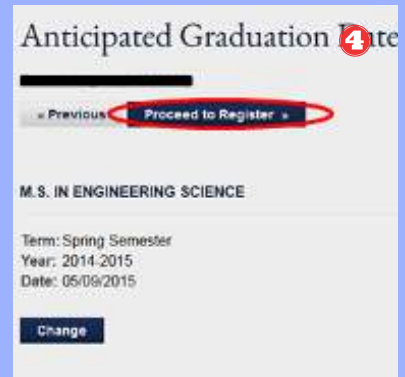 Anticipated Graduation Date
4
« Previous Proceed to Register »
M.S. IN ENGINEERING SCIENCE
Term: Spring Semester
Year: 2014-2015
Date: 05/09/2015
Change